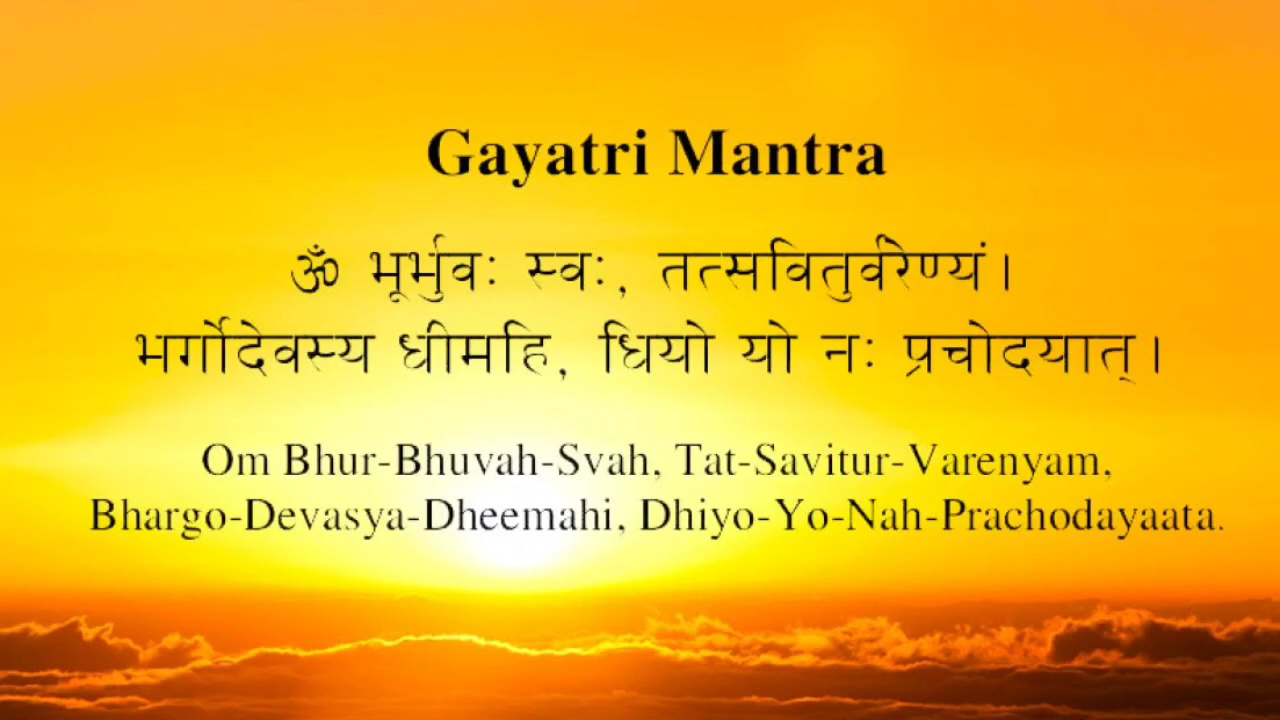 Gayatri Mantra
ॐ भूर्भुवः स्वः, तत्सवितुर्वरेण्यं।
भर्गोदेवस्य धीमहि, धियो यो नः प्रचोदयात्।
Om Bhur-Bhuvah-Svah, Tat-Savitur-Varenyam,
Bhargo-Devasya-Dheemahi, Dhiyo-Yo-Nah-Prachodayaata.